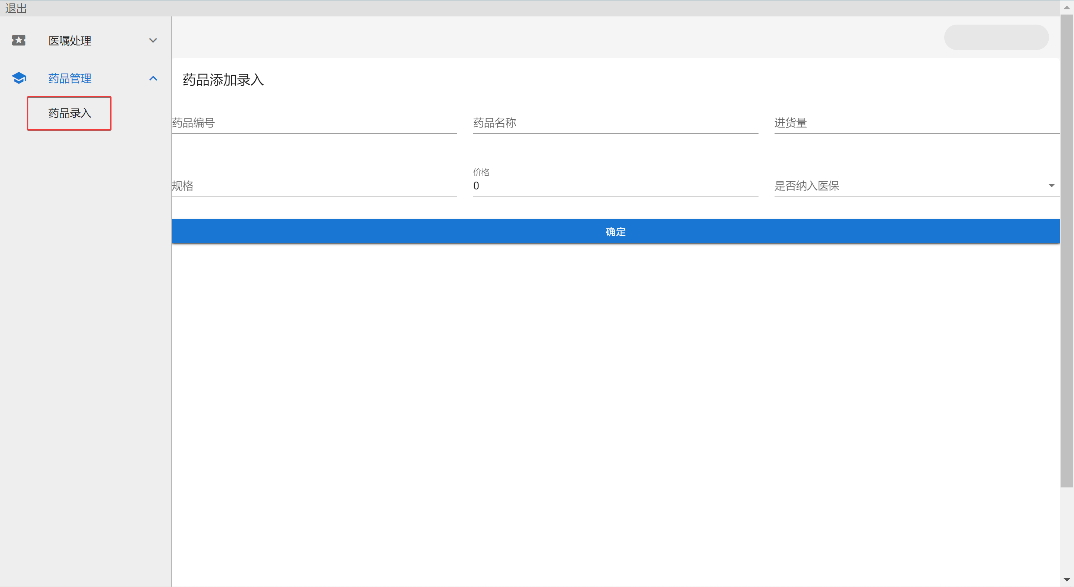 退出
医嘱处理
药品管理
药品录入
药品添加录入
药品编号 药品名称 进货量
价格
规格 0 是否纳入医保
确定